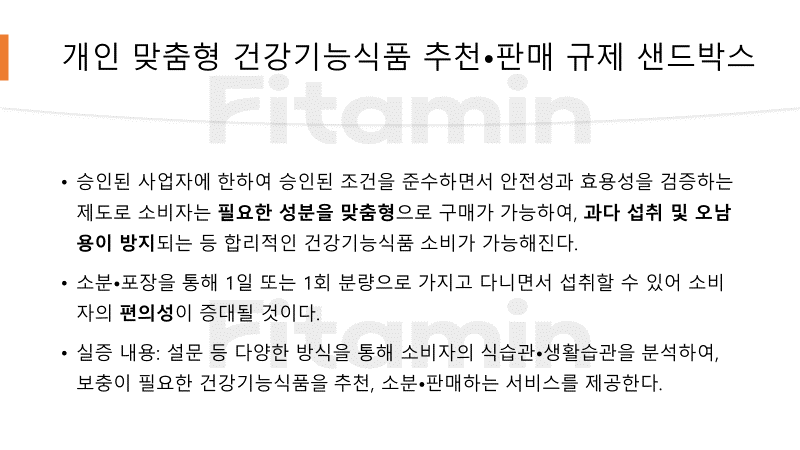 개인 맞춤형 건강기능식품 추천•판매 규제 샌드박스
Fitamin
• 승인된 사업자에 한하여 승인된 조건을 준수하면서 안전성과 효용성을 검증하는
제도로 소비자는 필요한 성분을 맞춤형으로 구매가 가능하여, 과다 섭취 및 오남
용이 방지되는 등 합리적인 건강기능식품 소비가 가능해진다.
• 소분•포장을 통해 1일 또는 1회 분량으로 가지고 다니면서 섭취할 수 있어 소비
자의 편의성이 증대될 것이다.
Fitamin
• 실증 내용: 설문 등 다양한 방식을 통해 소비자의 식습관•생활습관을 분석하여,
보충이 필요한 건강기능식품을 추천, 소분•판매하는 서비스를 제공한다.